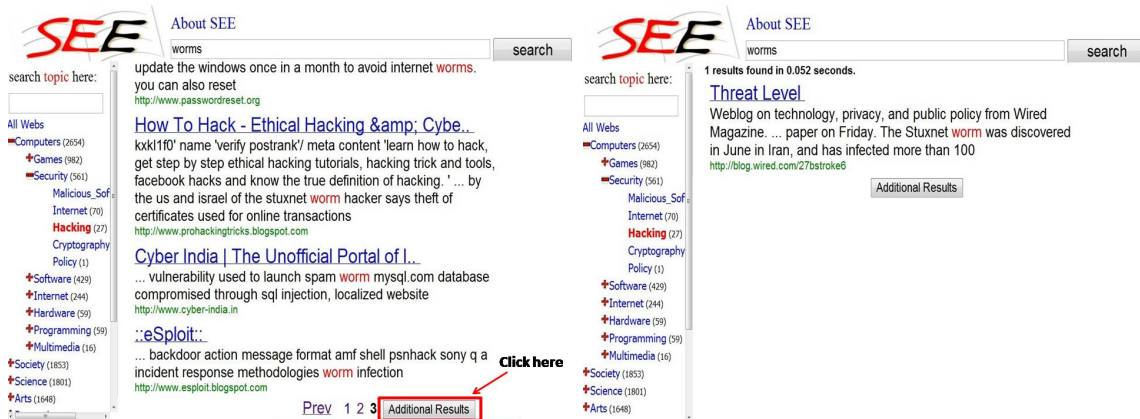 SEE
About SEE
worms
search
search topic here:
All Webs
Computers (2654)
Games (982)
Security (561)
Malicious_Sof
Internet (70)
Hacking (27)
Cryptography
Policy (1)
Software (429)
Internet (244)
Hardware (59)
Programming (59)
Multimedia (16)
Society (1853)
Science (1801)
Arts (1648)
update the windows once in a month to avoid internet worms.
you can also reset
http://www.passwordreset.org
How To Hack - Ethical Hacking &amp; Cybe..
kxkl1f0' name 'verify postrank'/ meta content 'learn how to hack,
get step by step ethical hacking tutorials, hacking trick and tools,
facebook hacks and know the true definition of hacking. ' ... by
the us and israel of the stuxnet worm hacker says theft of
certificates used for online transactions
http://www.prohackingtricks.blogspot.com
Cyber India | The Unofficial Portal of I..
... vulnerability used to launch spam worm mysql.com database
compromised through sql injection, localized website
http://www.cyber-india.in
::eSploit::
... backdoor action message format amf shell psnhack sony q a
incident response methodologies worm infection
http://www.esploit.blogspot.com
Click here
Prev 1 2 3 Additional Results
SEE
About SEE
worms
search
search topic here:
All Webs
Computers (2654)
Games (982)
Security (561)
Malicious_Sof
Internet (70)
Hacking (27)
Cryptography
Policy (1)
Software (429)
Internet (244)
Hardware (59)
Programming (59)
Multimedia (16)
Society (1853)
Science (1801)
Arts (1648)
1 results found in 0.052 seconds.
Threat Level
Weblog on technology, privacy, and public policy from Wired
Magazine. ... paper on Friday. The Stuxnet worm was discovered
in June in Iran, and has infected more than 100
http://blog.wired.com/27bstroke6
Additional Results